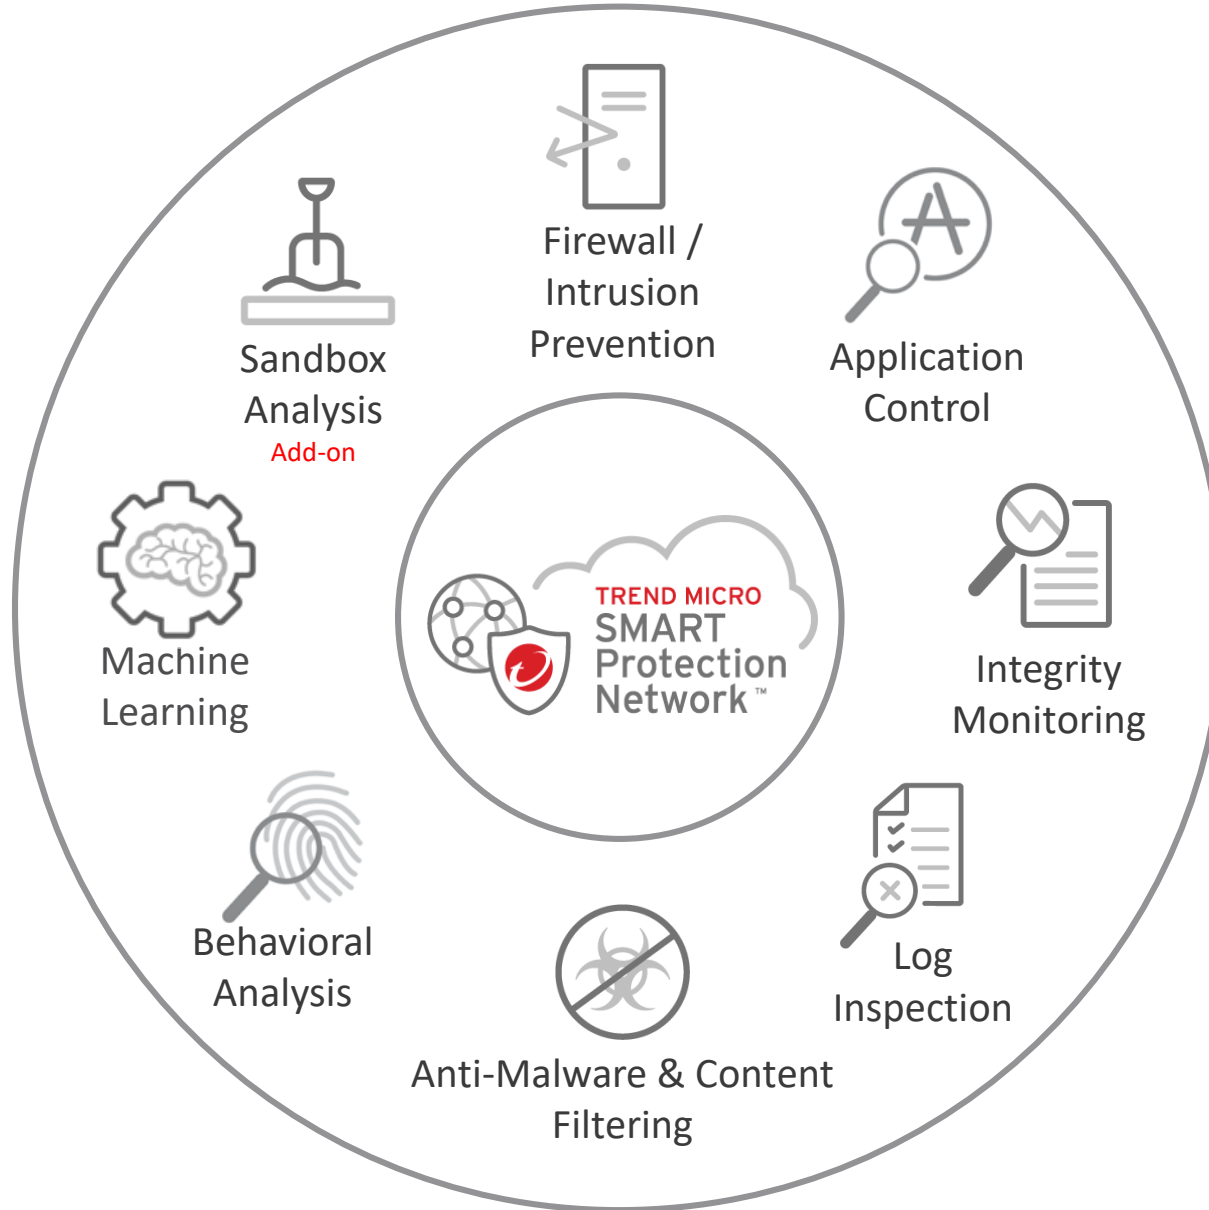 Firewall /
Intrusion
Prevention
Application
Control
Integrity
Monitoring
Log
Inspection
Anti-Malware & Content
Filtering
Behavioral
Analysis
Machine
Learning
Sandbox
Analysis
Add-on
TREND MICRO
SMART
Protection
Network™